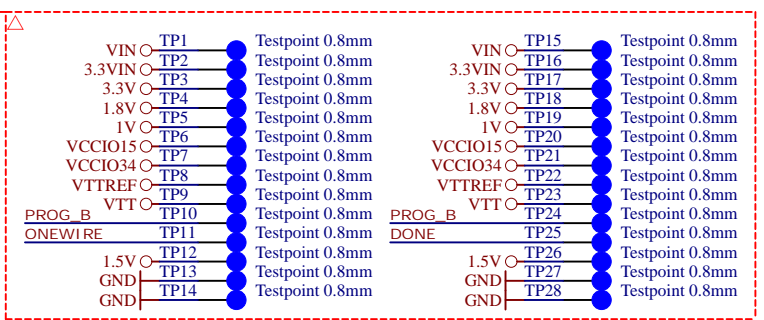 VIN TP1 Testpoint 0.8mm VIN TP15 Testpoint 0.8mm
3.3VIN TP2 Testpoint 0.8mm 3.3VIN TP16 Testpoint 0.8mm
3.3V TP3 Testpoint 0.8mm 3.3V TP17 Testpoint 0.8mm
1.8V TP4 Testpoint 0.8mm 1.8V TP18 Testpoint 0.8mm
1V TP5 Testpoint 0.8mm 1V TP19 Testpoint 0.8mm
VCCIO15 TP6 Testpoint 0.8mm VCCIO15 TP20 Testpoint 0.8mm
VCCIO34 TP7 Testpoint 0.8mm VCCIO34 TP21 Testpoint 0.8mm
VTTREF TP8 Testpoint 0.8mm VTTREF TP22 Testpoint 0.8mm
VTT TP9 Testpoint 0.8mm VTT TP23 Testpoint 0.8mm
PROG_B TP10 Testpoint 0.8mm PROG_B TP24 Testpoint 0.8mm
ONEWIRE TP11 Testpoint 0.8mm DONE TP25 Testpoint 0.8mm
1.5V TP12 Testpoint 0.8mm 1.5V TP26 Testpoint 0.8mm
GND TP13 Testpoint 0.8mm GND TP27 Testpoint 0.8mm
GND TP14 Testpoint 0.8mm GND TP28 Testpoint 0.8mm